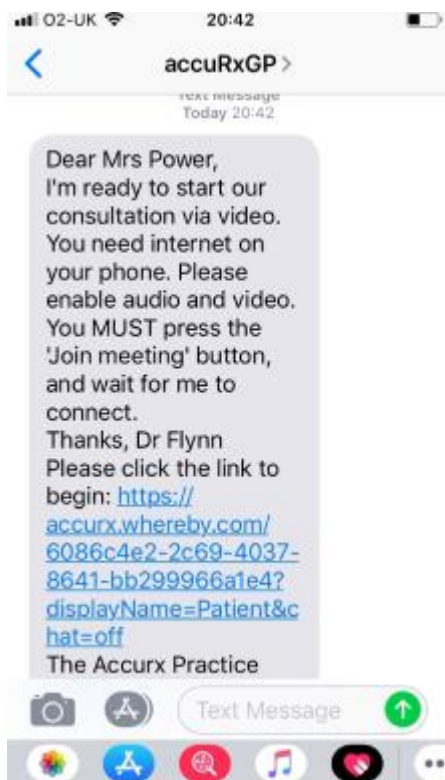 O2-UK 20:42
accuRxGP >
Text Message
Today 20:42
Dear Mrs Power,
I'm ready to start our
consultation via video.
You need internet on
your phone. Please
enable audio and video.
You MUST press the
'Join meeting' button,
and wait for me to
connect.
Thanks, Dr Flynn
Please click the link to
begin: https://
accurx.whereby.com/
6086c4e2-2c69-4037-
8641-bb299966a1e4?
displayName=Patient&c
hat=off
The Accurx Practice
Text Message